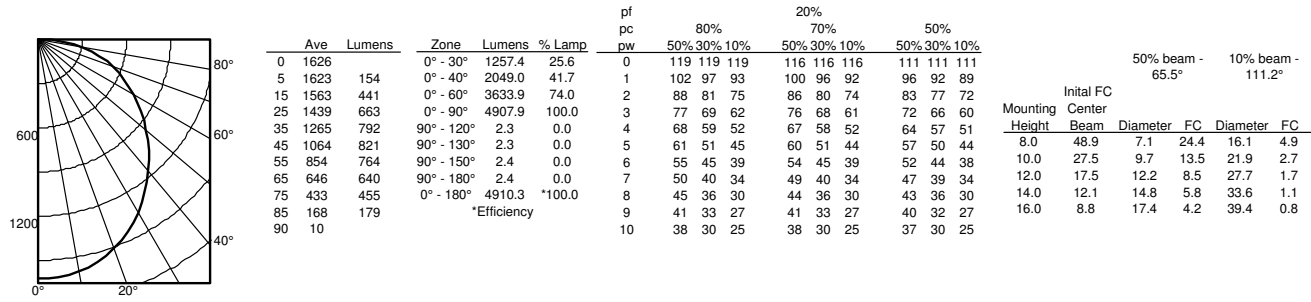 80°
60°
40°
20°
0°
600
1200
Ave Lumens
0 1626
5 1623 154
15 1563 441
25 1439 663
35 1265 792
45 1064 821
55 854 764
65 646 640
75 433 455
85 168 179
90 10
Zone Lumens % Lamp
0° - 30° 1257.4 25.6
0° - 40° 2049.0 41.7
0° - 60° 3633.9 74.0
0° - 90° 4907.9 100.0
90° - 120° 2.3 0.0
90° - 130° 2.3 0.0
90° - 150° 2.4 0.0
90° - 180° 2.4 0.0
0° - 180° 4910.3 *100.0
*Efficiency
pf 20%
pc 80% 70% 50%
pw 50% 30% 10% 50% 30% 10% 50% 30% 10%
0 119 119 119 116 116 116 111 111 111
1 102 97 93 100 96 92 96 92 89
2 88 81 75 86 80 74 83 77 72
3 77 69 62 76 68 61 72 66 60
4 68 59 52 67 58 52 64 57 51
5 61 51 45 60 51 44 57 50 44
6 55 45 39 54 45 39 52 44 38
7 50 40 34 49 40 34 47 39 34
8 45 36 30 44 36 30 43 36 30
9 41 33 27 41 33 27 40 32 27
10 38 30 25 38 30 25 37 30 25
50% beam - 10% beam -
65.5° 111.2°
Inital FC
Mounting Center
Height Beam Diameter FC Diameter FC
8.0 48.9 7.1 24.4 16.1 4.9
10.0 27.5 9.7 13.5 21.9 2.7
12.0 17.5 12.2 8.5 27.7 1.7
14.0 12.1 14.8 5.8 33.6 1.1
16.0 8.8 17.4 4.2 39.4 0.8